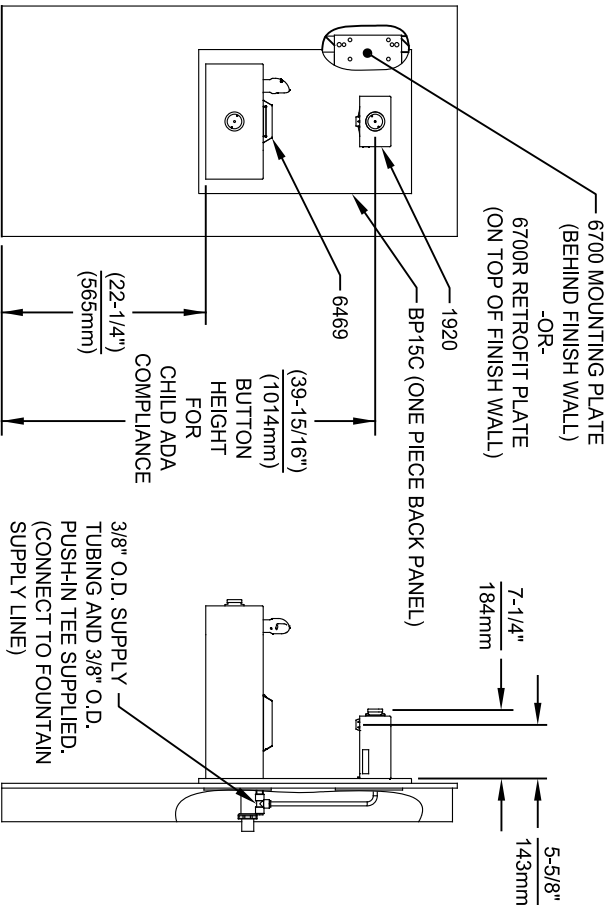 6700 MOUNTING PLATE
(BEHIND FINISH WALL)
-OR-
6700R RETROFIT PLATE
(ON TOP OF FINISH WALL)
1920
BP15C (ONE PIECE BACK PANEL)
6469
(39-15/16")
(1014mm)
BUTTON
HEIGHT
FOR
CHILD ADA
COMPLIANCE
(22-1/4")
(565mm)
7-1/4"
184mm
5-5/8"
143mm
3/8" O.D. SUPPLY
TUBING AND 3/8" O.D.
PUSH-IN TEE SUPPLIED.
(CONNECT TO FOUNTAIN
SUPPLY LINE)